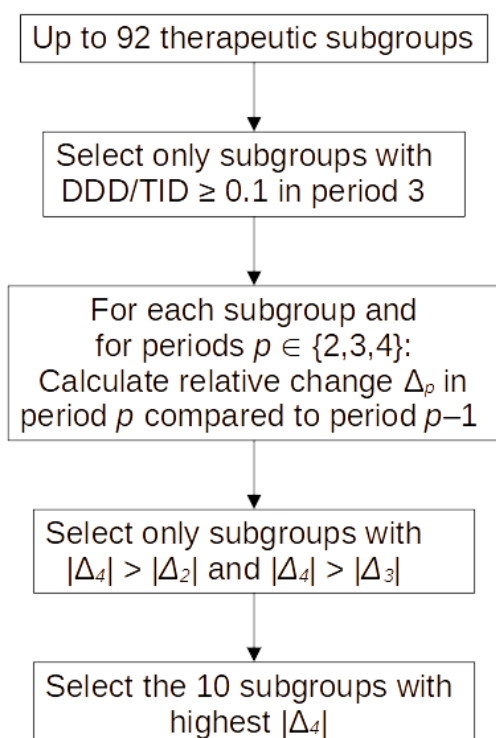 Up to 92 therapeutic subgroups
Select only subgroups with
DDD/TID ≥ 0.1 in period 3
For each subgroup and
for periods p ∈ {2,3,4}:
Calculate relative change Δₚ in
period p compared to period p–1
Select only subgroups with
|Δ₄| > |Δ₂| and |Δ₄| > |Δ₃|
Select the 10 subgroups with
highest |Δ₄|